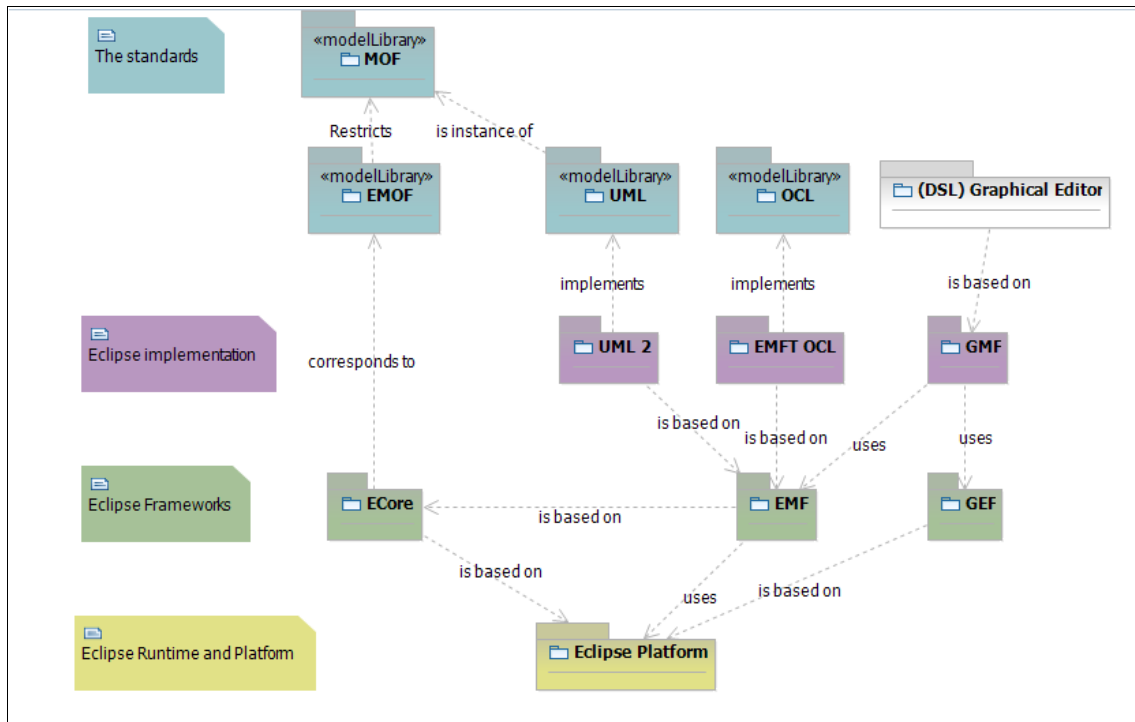 The standards
«modelLibrary»
MOF
Restricts
is instance of
«modelLibrary»
EMOF
«modelLibrary»
UML
«modelLibrary»
OCL
(DSL) Graphical Editor
implements
implements
is based on
Eclipse implementation
corresponds to
UML 2
EMFT OCL
GMF
is based on
is based on
uses
uses
Eclipse Frameworks
ECore
is based on
EMF
GEF
is based on
uses
is based on
Eclipse Runtime and Platform
Eclipse Platform